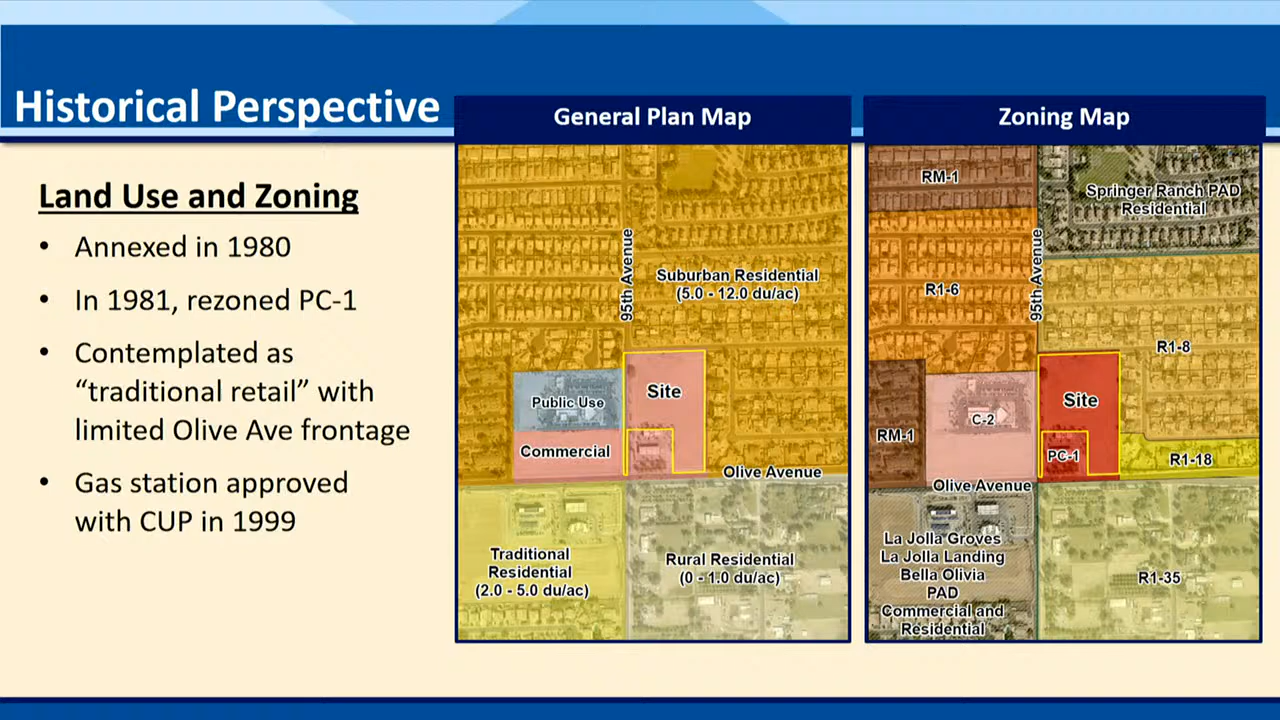 Historical Perspective
Land Use and Zoning
• Annexed in 1980
• In 1981, rezoned PC-1
• Contemplated as
“traditional retail” with
limited Olive Ave frontage
• Gas station approved
with CUP in 1999
General Plan Map
95th Avenue
Suburban Residential
(5.0 - 12.0 du/ac)
Public Use
Site
Commercial
Olive Avenue
Traditional
Residential
(2.0 - 5.0 du/ac)
Rural Residential
(0 - 1.0 du/ac)
Zoning Map
RM-1
Springer Ranch PAD
Residential
95th Avenue
R1-6
R1-8
Site
C-2
RM-1
PC-1
R1-18
Olive Avenue
La Jolla Groves
La Jolla Landing
Bella Olivia
PAD
Commercial and
Residential
R1-35